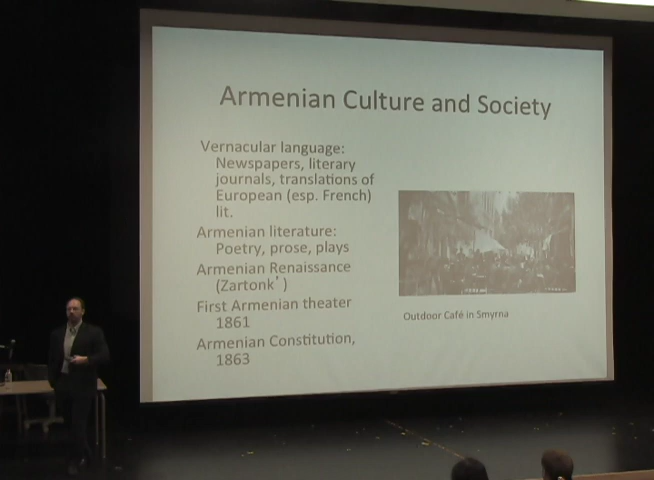 Armenian Culture and Society
Vernacular language:
Newspapers, literary
journals, translations of
European (esp. French)
lit.
Armenian literature:
Poetry, prose, plays
Armenian Renaissance
(Zartonk')
First Armenian theater
1861
Armenian Constitution,
1863
Outdoor Café in Smyrna